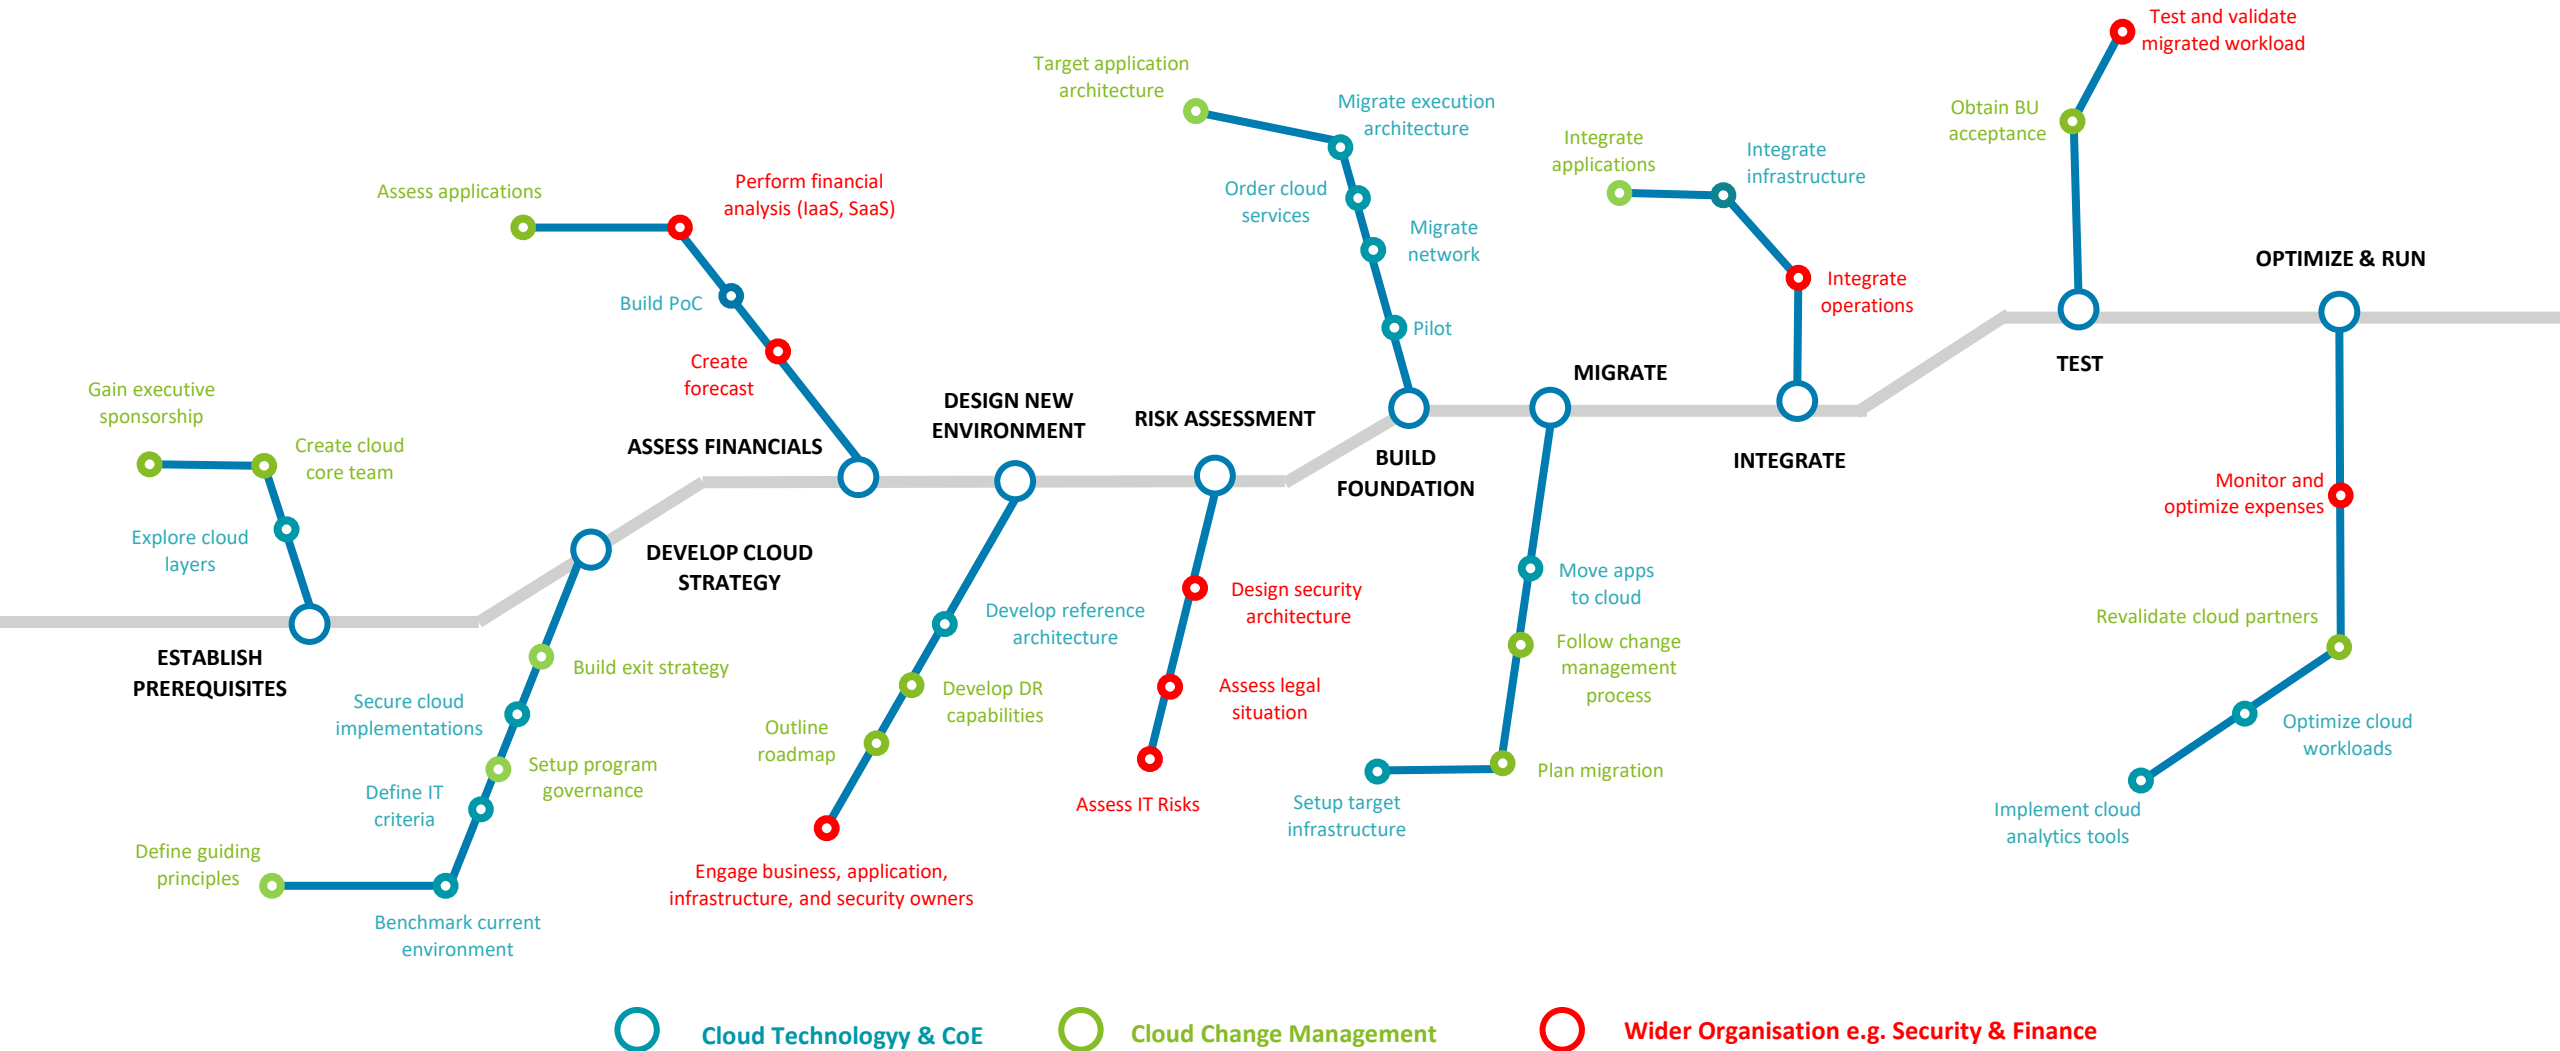 Gain executive
sponsorship
Create cloud
core team
Explore cloud
layers
ESTABLISH
PREREQUISITES
DEVELOP CLOUD
STRATEGY
Build exit strategy
Secure cloud
implementations
Setup program
governance
Define IT
criteria
Define guiding
principles
Benchmark current
environment
Assess applications
Perform financial
analysis (IaaS, SaaS)
Build PoC
Create
forecast
ASSESS FINANCIALS
DESIGN NEW
ENVIRONMENT
Develop reference
architecture
Develop DR
capabilities
Outline
roadmap
Engage business, application,
infrastructure, and security owners
RISK ASSESSMENT
Design security
architecture
Assess legal
situation
Assess IT Risks
Target application
architecture
Migrate execution
architecture
Order cloud
services
Migrate
network
Pilot
BUILD
FOUNDATION
MIGRATE
Move apps
to cloud
Follow change
management
process
Plan migration
Setup target
infrastructure
Integrate
applications
Integrate
infrastructure
Integrate
operations
INTEGRATE
Test and validate
migrated workload
Obtain BU
acceptance
TEST
OPTIMIZE & RUN
Monitor and
optimize expenses
Revalidate cloud partners
Optimize cloud
workloads
Implement cloud
analytics tools
Cloud Technologyy & CoE
Cloud Change Management
Wider Organisation e.g. Security & Finance